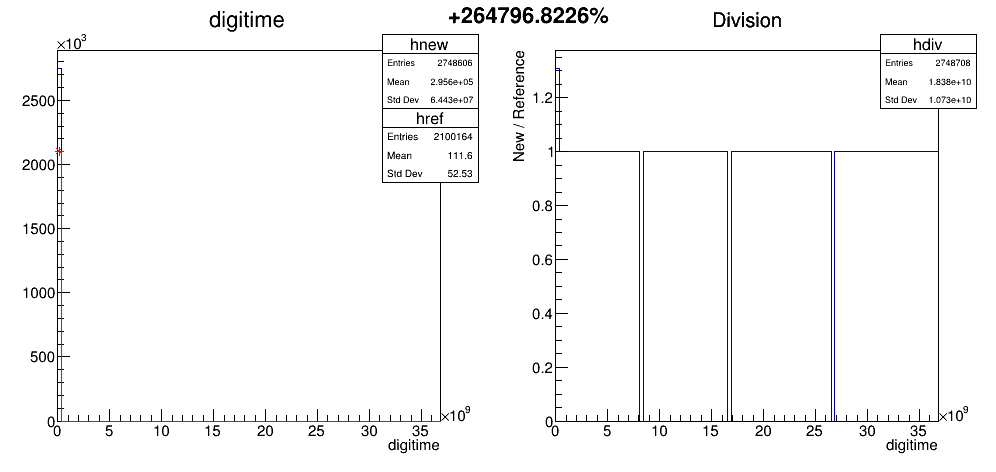 +264796.8226%
digitime
×10³
hnew
Entries 2748606
Mean 2.956e+05
Std Dev 6.443e+07
href
Entries 2100164
Mean 111.6
Std Dev 52.53
2500
2000
1500
1000
500
0
0 5 10 15 20 25 30 35
×10⁹
digitime
Division
hdiv
Entries 2748708
Mean 1.838e+10
Std Dev 1.073e+10
New / Reference
1.2
1
0.8
0.6
0.4
0.2
0
0 5 10 15 20 25 30 35
×10⁹
digitime